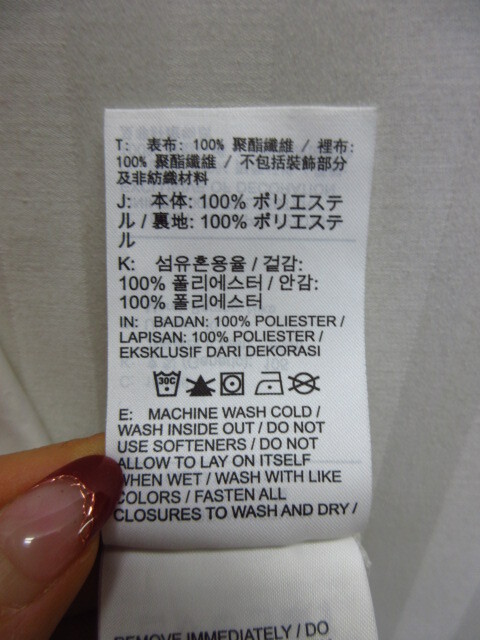 T: 表布: 100% 聚酯纖維 / 裡布:
100% 聚酯纖維 / 不包括裝飾部分
及非紡織材料
J: 本体: 100% ポリエステ
ル / 裏地: 100% ポリエステ
ル
K: 섬유혼용율 / 겉감:
100% 폴리에스터 / 안감:
100% 폴리에스터
IN: BADAN: 100% POLIESTER /
LAPISAN: 100% POLIESTER /
EKSKLUSIF DARI DEKORASI
30C
E: MACHINE WASH COLD /
WASH INSIDE OUT / DO NOT
USE SOFTENERS / DO NOT
ALLOW TO LAY ON ITSELF
WHEN WET / WASH WITH LIKE
COLORS / FASTEN ALL
CLOSURES TO WASH AND DRY /
REMOVE IMMEDIATELY / DO